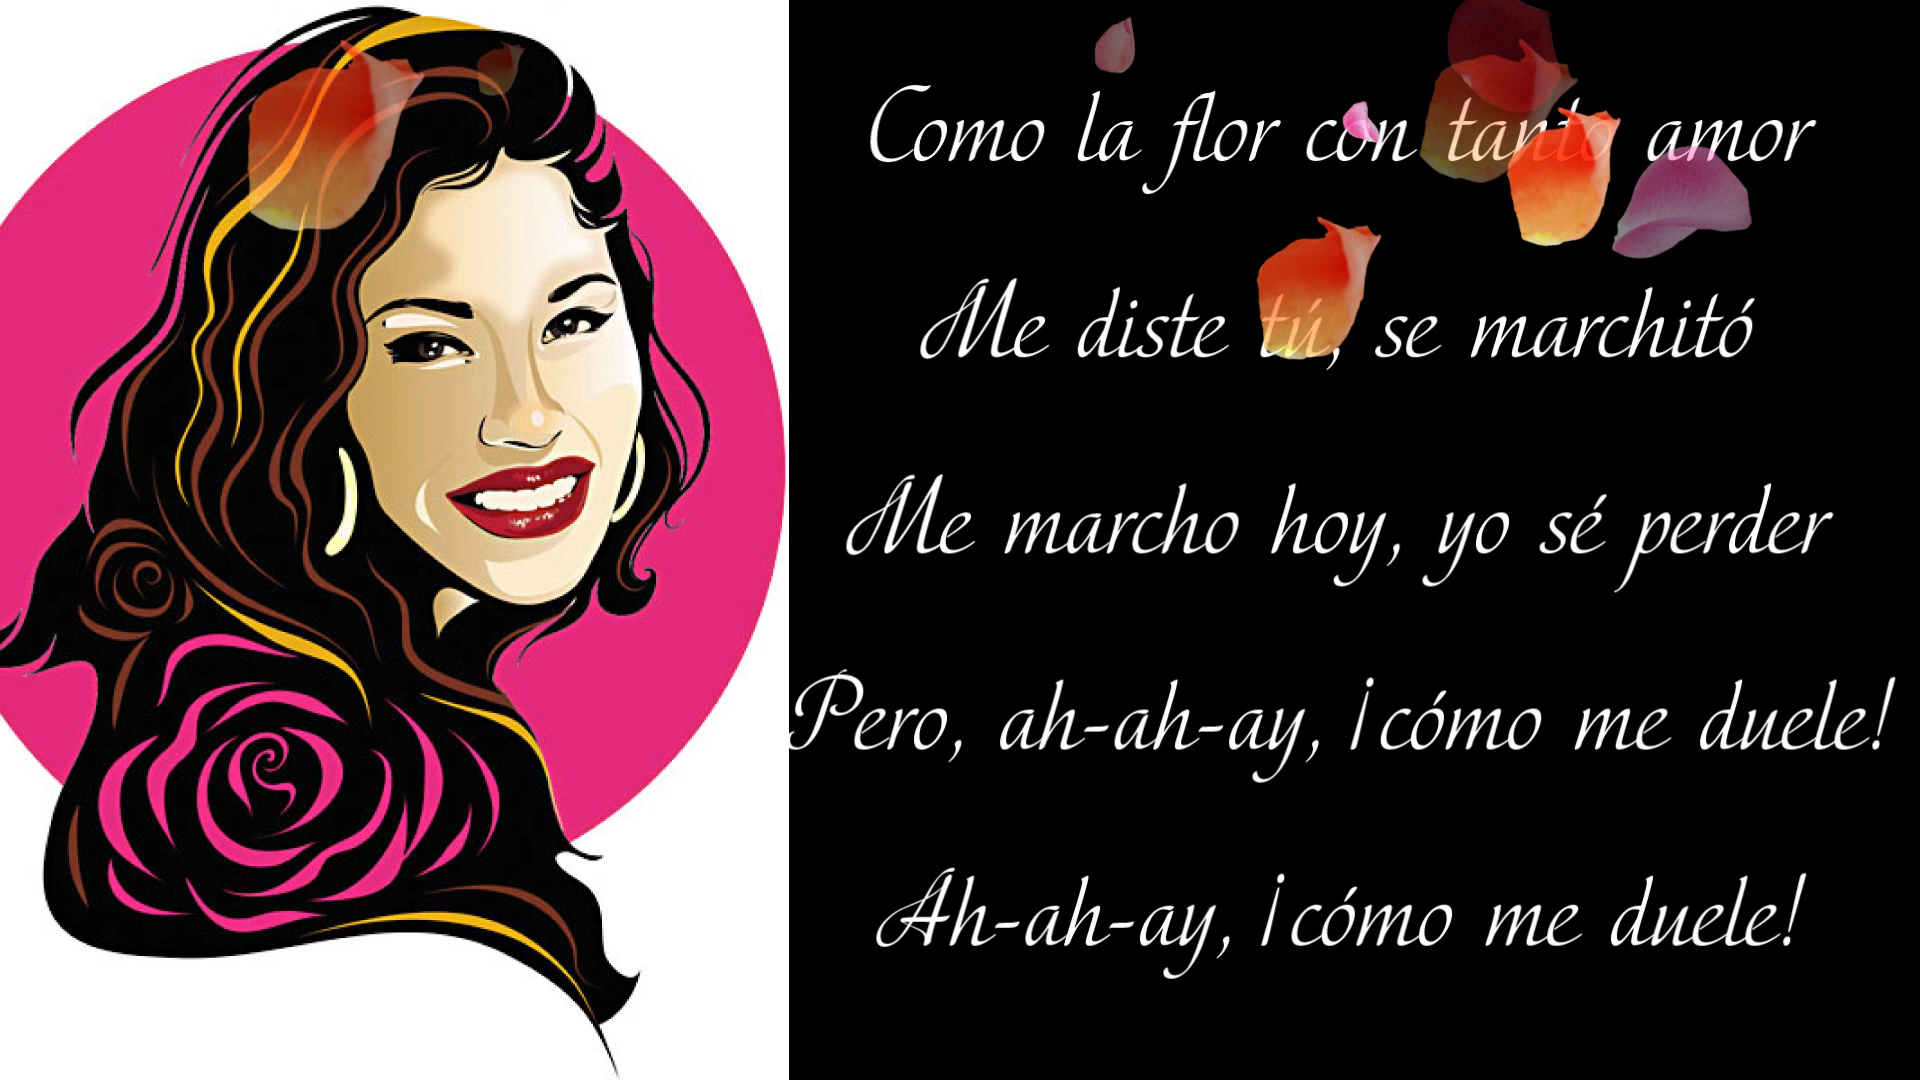 Como la flor con tanto amor
Me diste tú, se marchitó
Me marcho hoy, yo sé perder
Pero, ah-ah-ay, ¡cómo me duele!
Ah-ah-ay, ¡cómo me duele!